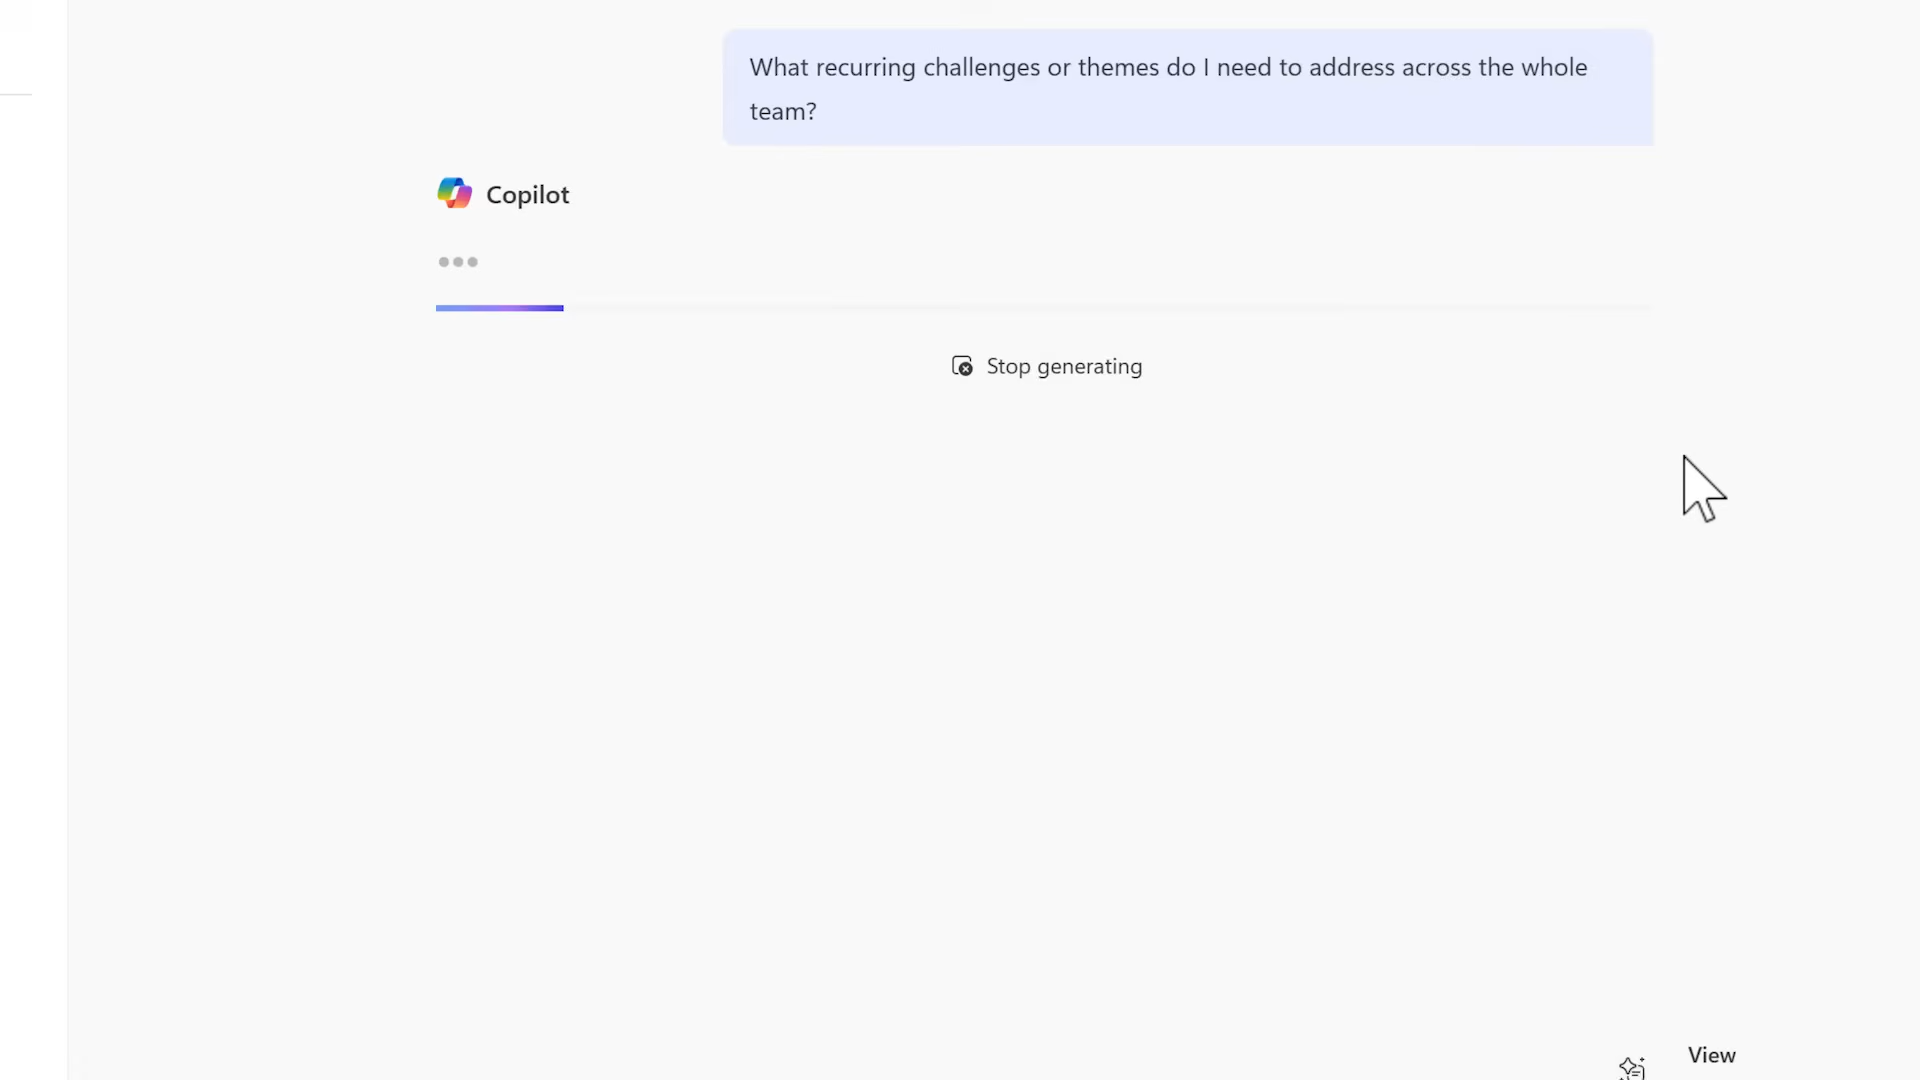 What recurring challenges or themes do I need to address across the whole
team?
Copilot
Stop generating
View